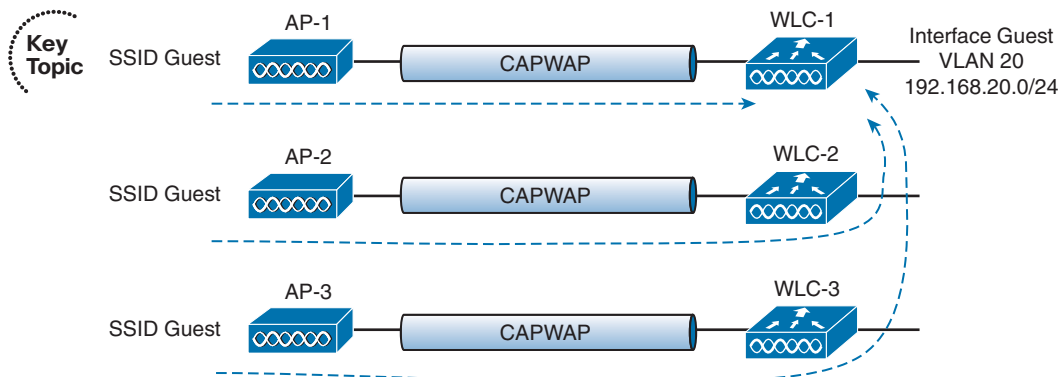 Key
Topic
AP-1
WLC-1
SSID Guest
CAPWAP
Interface Guest
VLAN 20
192.168.20.0/24
AP-2
WLC-2
SSID Guest
CAPWAP
AP-3
WLC-3
SSID Guest
CAPWAP